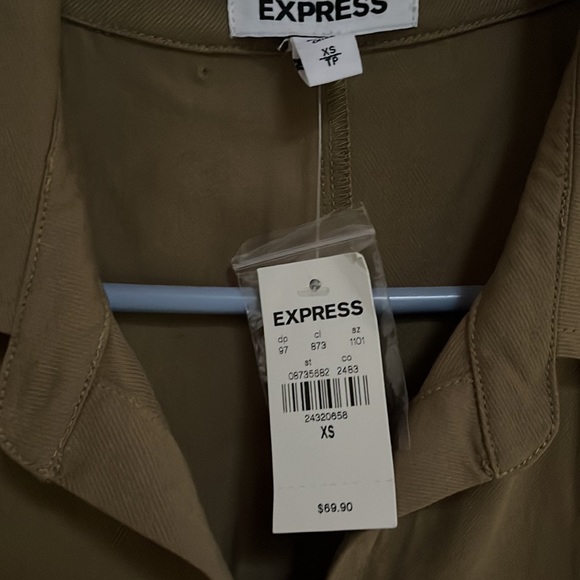 EXPRESS
XS
TP
EXPRESS
dp cl sz
97 873 1101
st co
08735682 2483
24320658
XS
$69.90